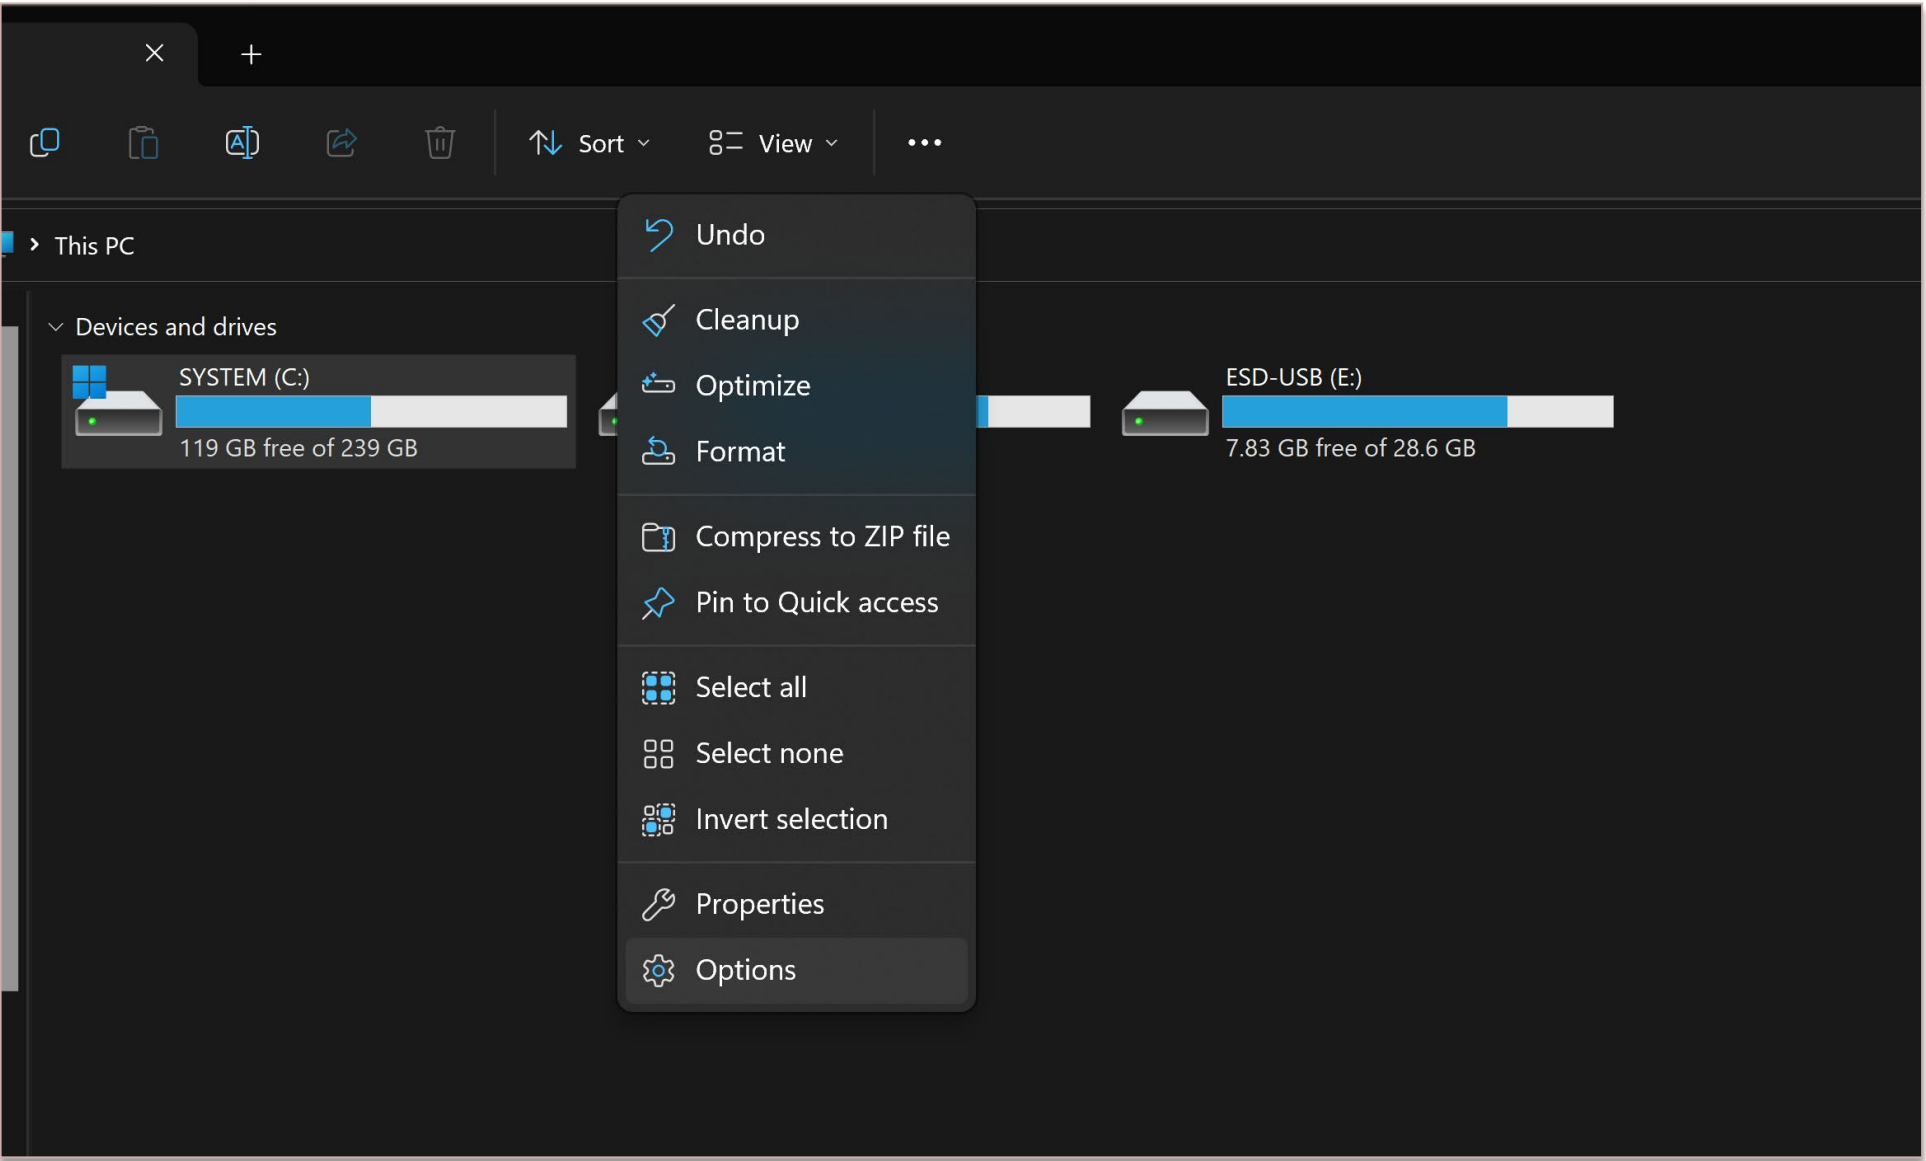 Sort
View
This PC
Devices and drives
SYSTEM (C:)
119 GB free of 239 GB
ESD-USB (E:)
7.83 GB free of 28.6 GB
Undo
Cleanup
Optimize
Format
Compress to ZIP file
Pin to Quick access
Select all
Select none
Invert selection
Properties
Options